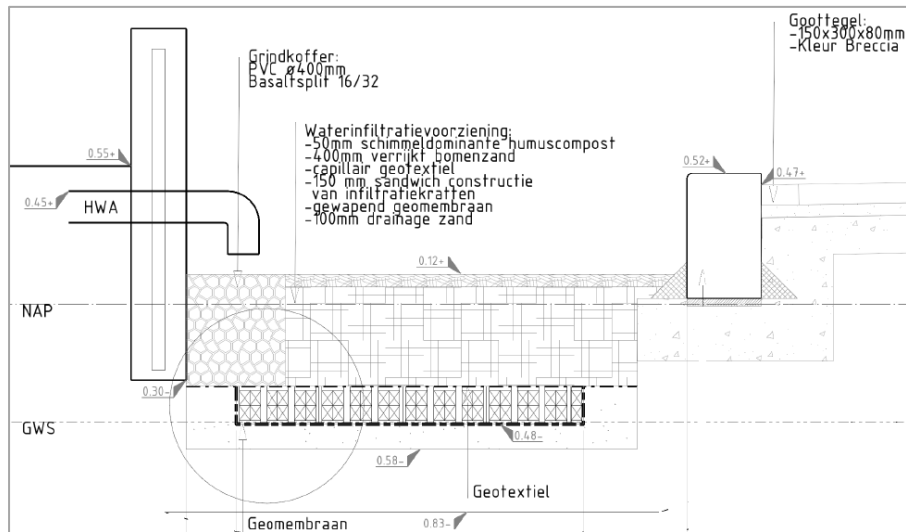 Goottegel:
-150x300x80mm
-Kleur Breccia
Grindkoffer:
PVC ø400mm
Basaltsplit 16/32
Waterinfiltratievoorziening:
-50mm schimmeldominante humuscompost
-400mm verrijkt bomenzand
-capillair geotextiel
-150 mm sandwich constructie
van infiltratiekratten
-gewapend geomembraan
-100mm drainage zand
0.55+
0.52+
0.47+
0.45+
HWA
0.12+
NAP
0.30-
GWS
0.48-
0.58-
Geotextiel
Geomembraan
0.83-